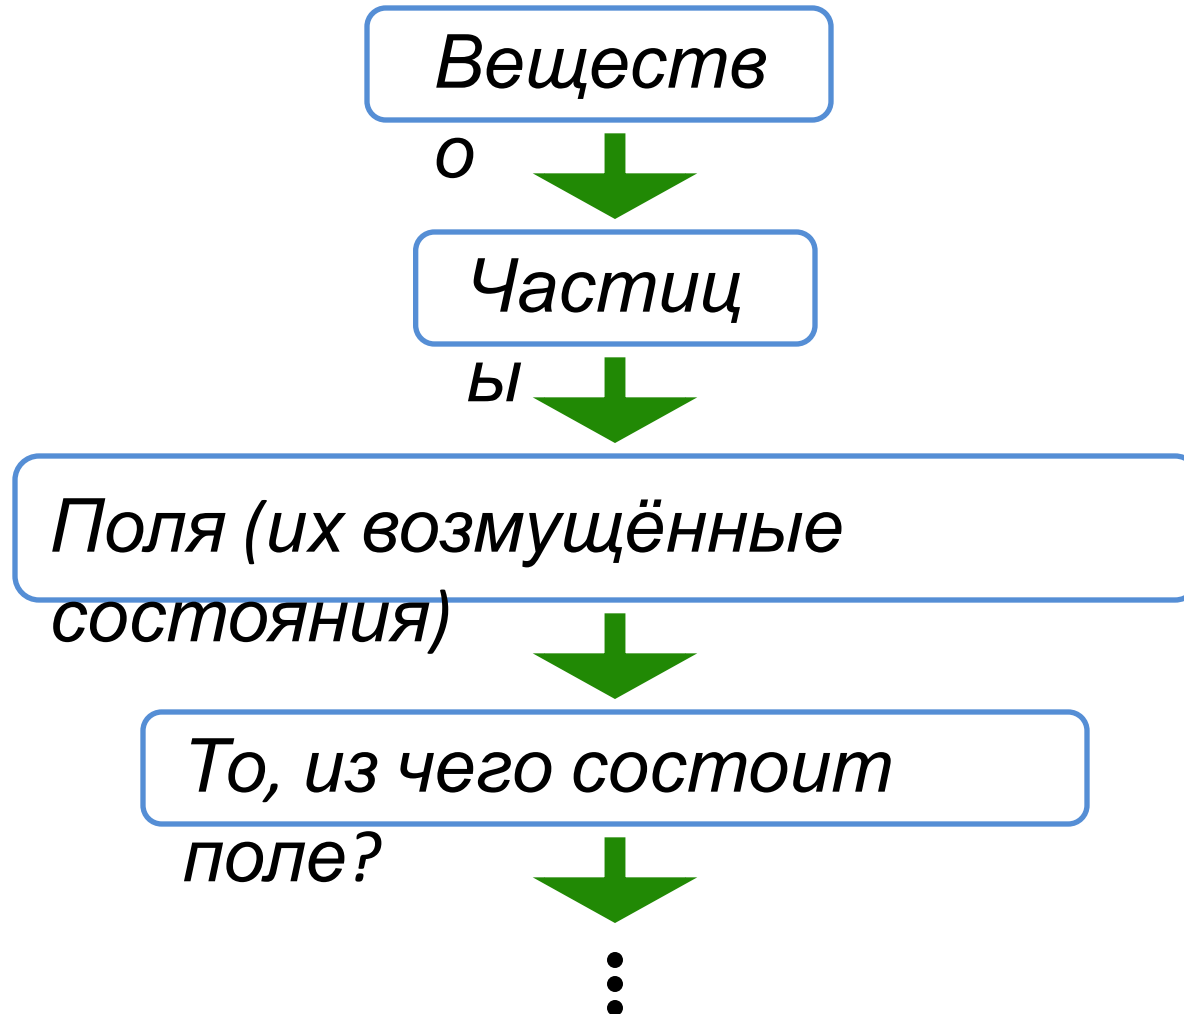 Веществ
о
Частиц
ы
Поля (их возмущённые
состояния)
То, из чего состоит
поле?